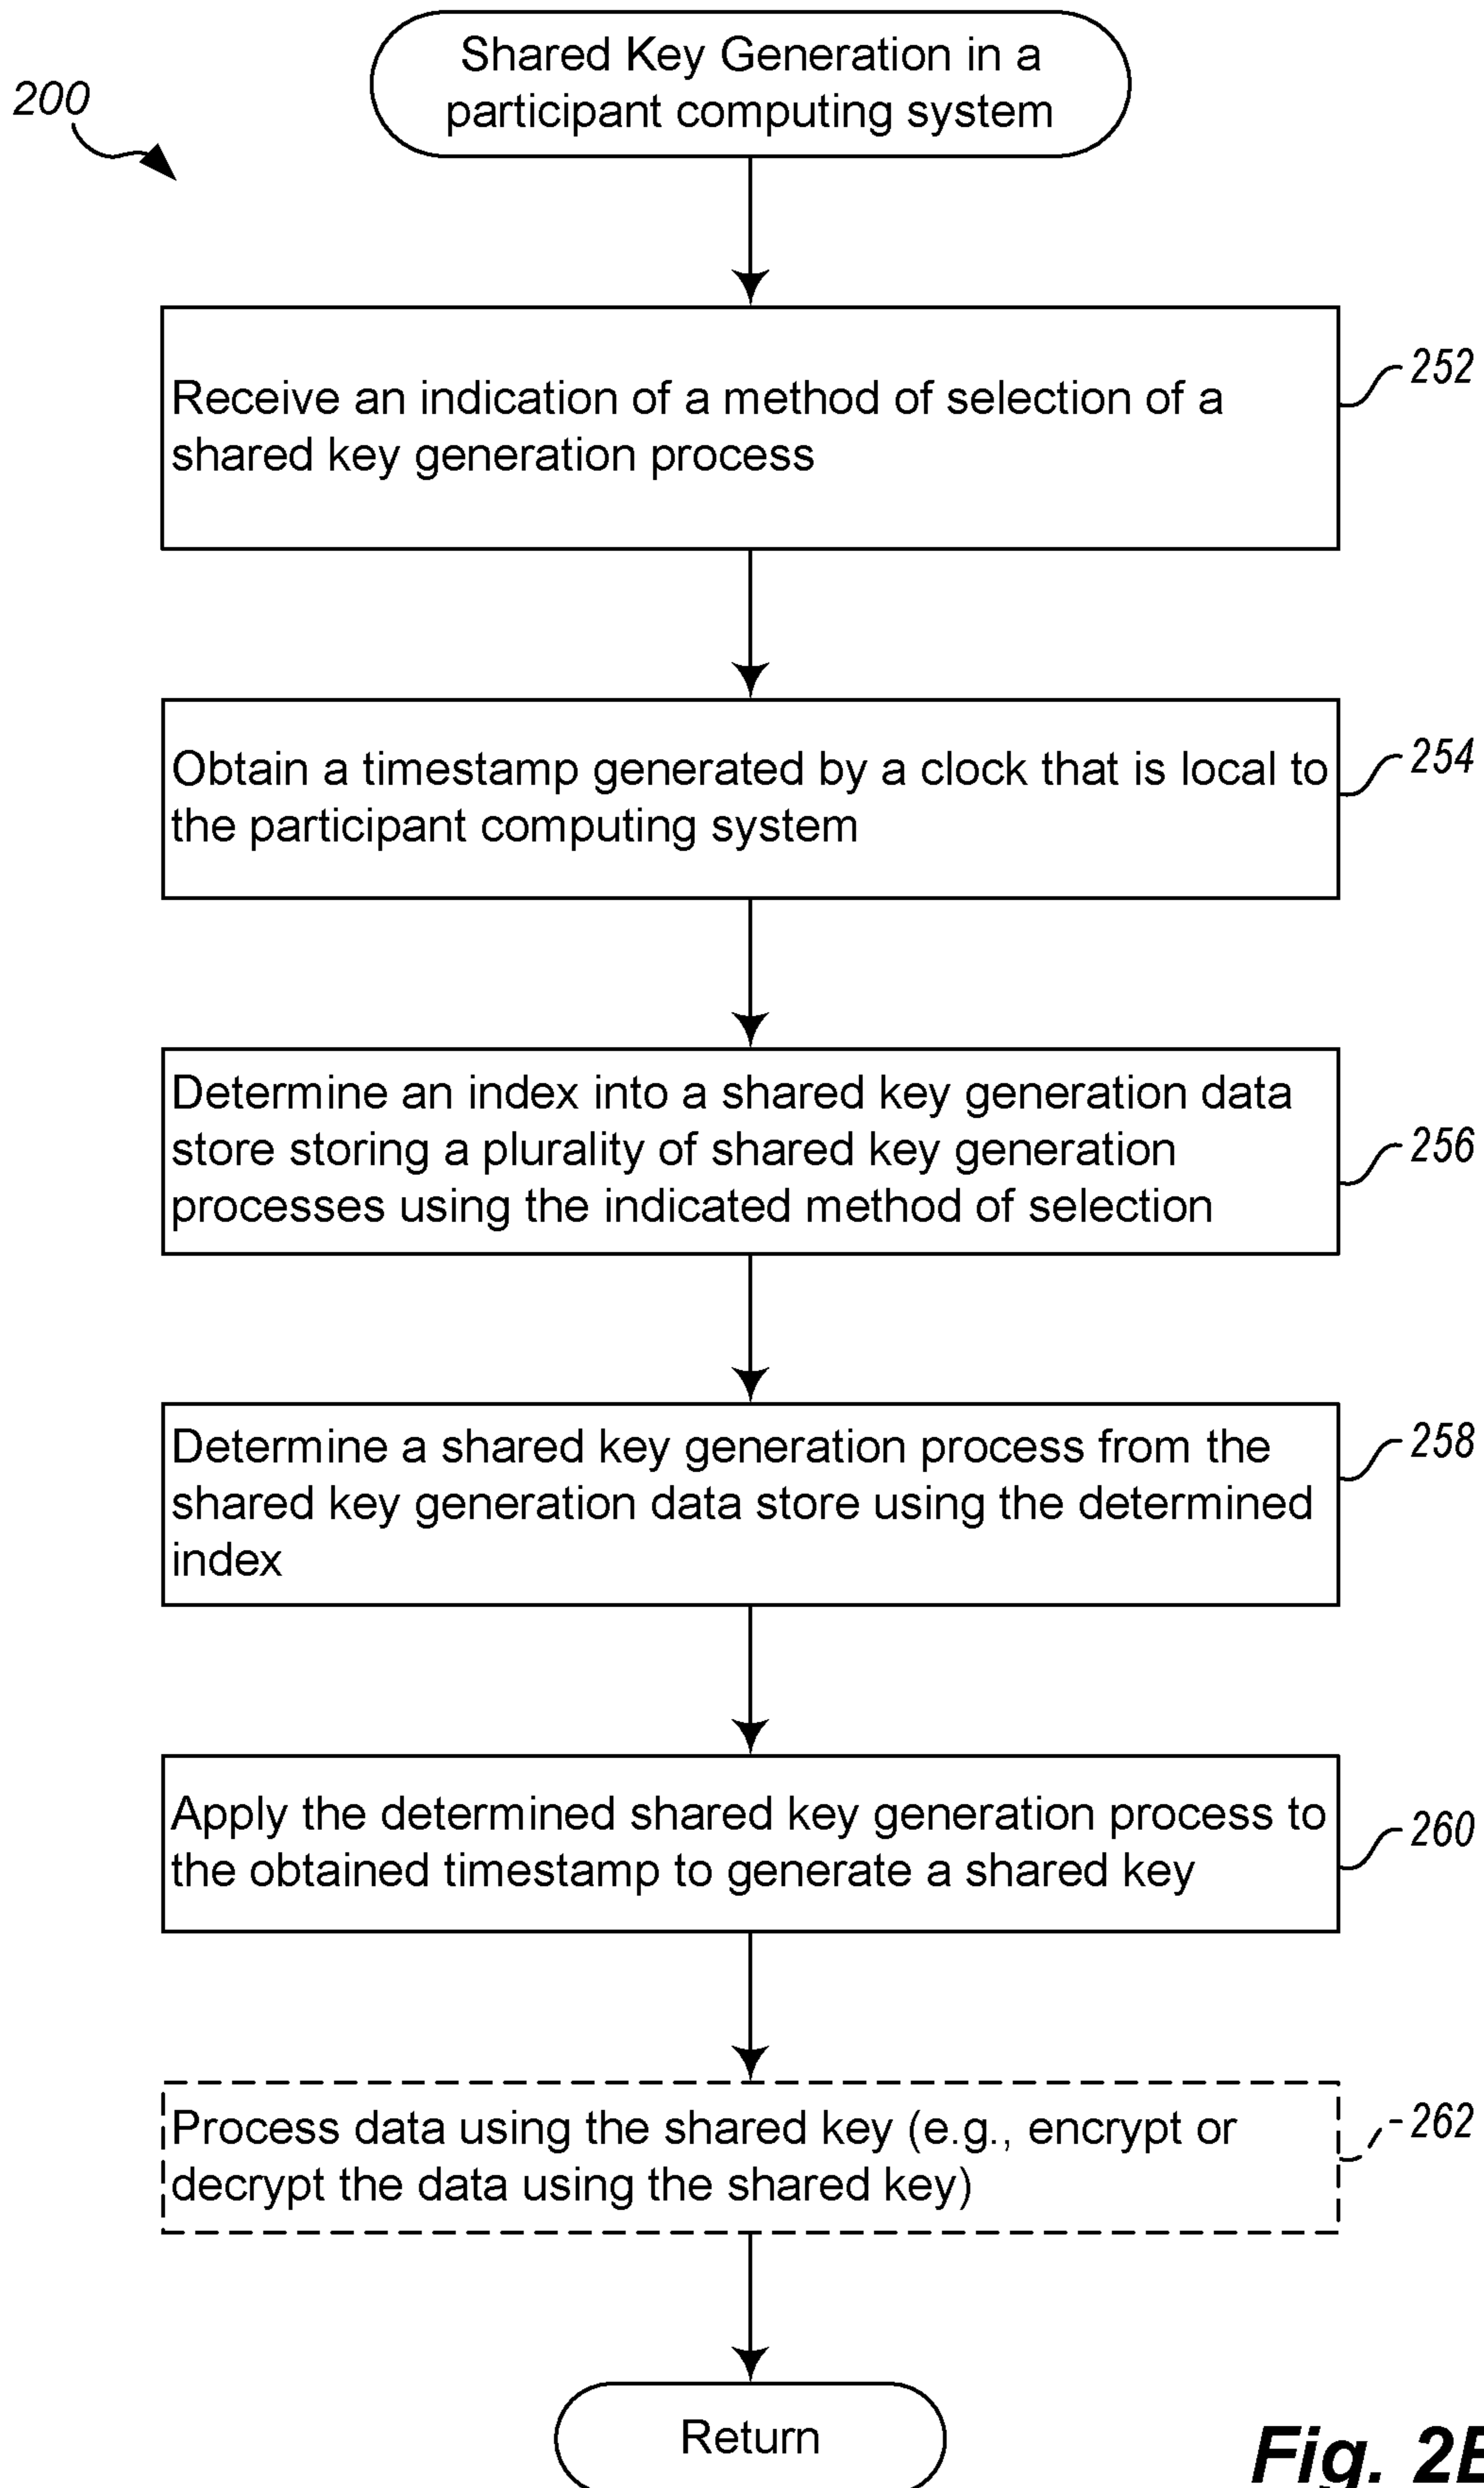 200
Shared Key Generation in a
participant computing system
252
Receive an indication of a method of selection of a
shared key generation process
254
Obtain a timestamp generated by a clock that is local to
the participant computing system
256
Determine an index into a shared key generation data
store storing a plurality of shared key generation
processes using the indicated method of selection
258
Determine a shared key generation process from the
shared key generation data store using the determined
index
260
Apply the determined shared key generation process to
the obtained timestamp to generate a shared key
262
Process data using the shared key (e.g., encrypt or
decrypt the data using the shared key)
Return
Fig. 2B